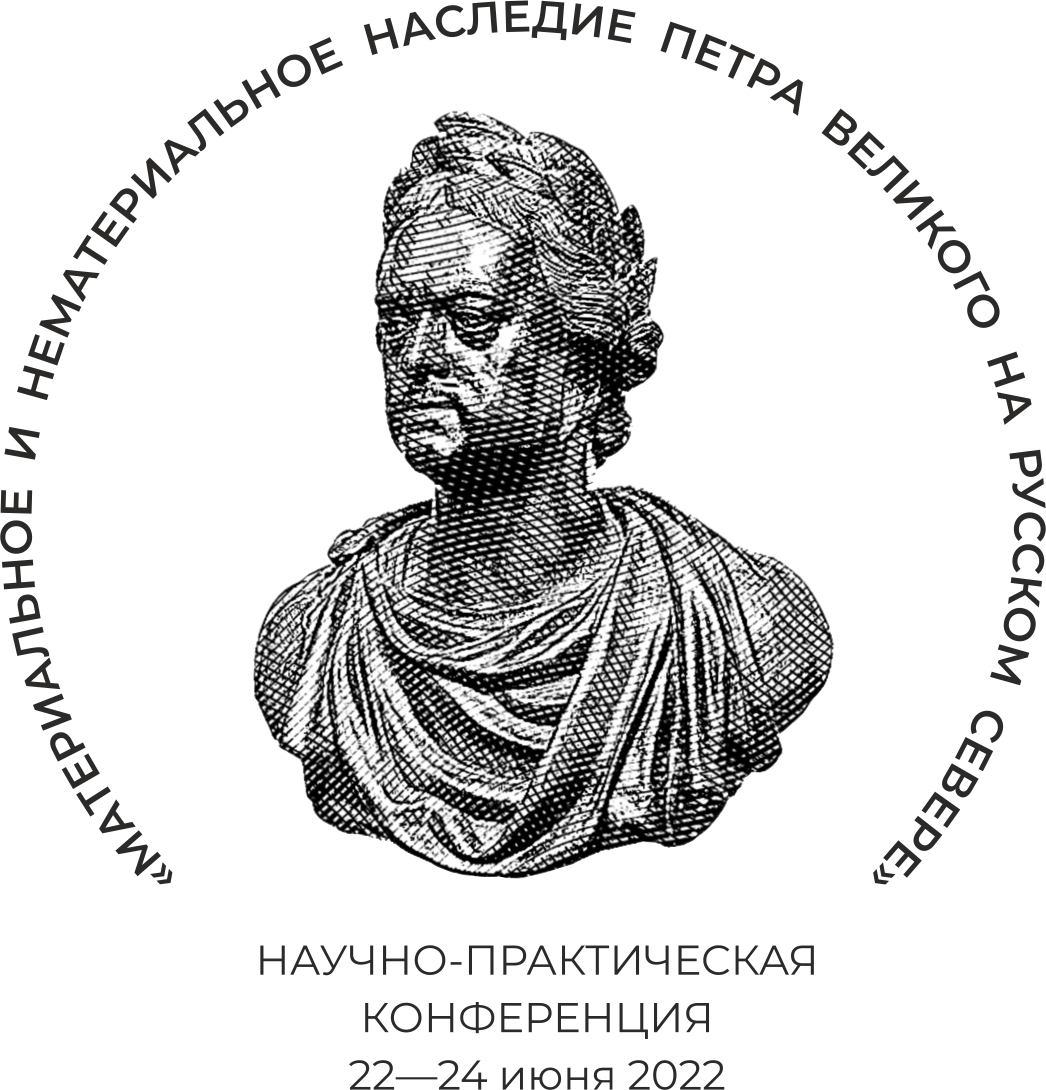 «МАТЕРИАЛЬНОЕ И НЕМАТЕРИАЛЬНОЕ НАСЛЕДИЕ ПЕТРА ВЕЛИКОГО НА РУССКОМ СЕВЕРЕ»
НАУЧНО-ПРАКТИЧЕСКАЯ
КОНФЕРЕНЦИЯ
22—24 июня 2022